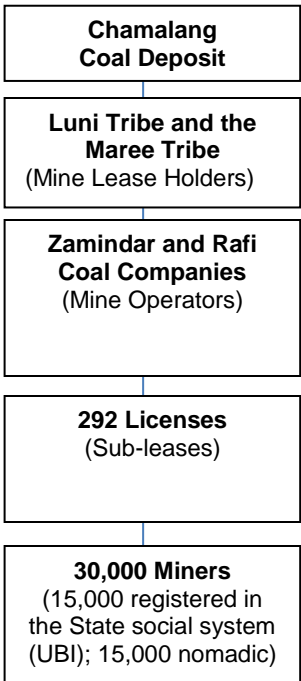 Chamalang
Coal Deposit
Luni Tribe and the
Maree Tribe
(Mine Lease Holders)
Zamindar and Rafi
Coal Companies
(Mine Operators)
292 Licenses
(Sub-leases)
30,000 Miners
(15,000 registered in
the State social system
(UBI); 15,000 nomadic)